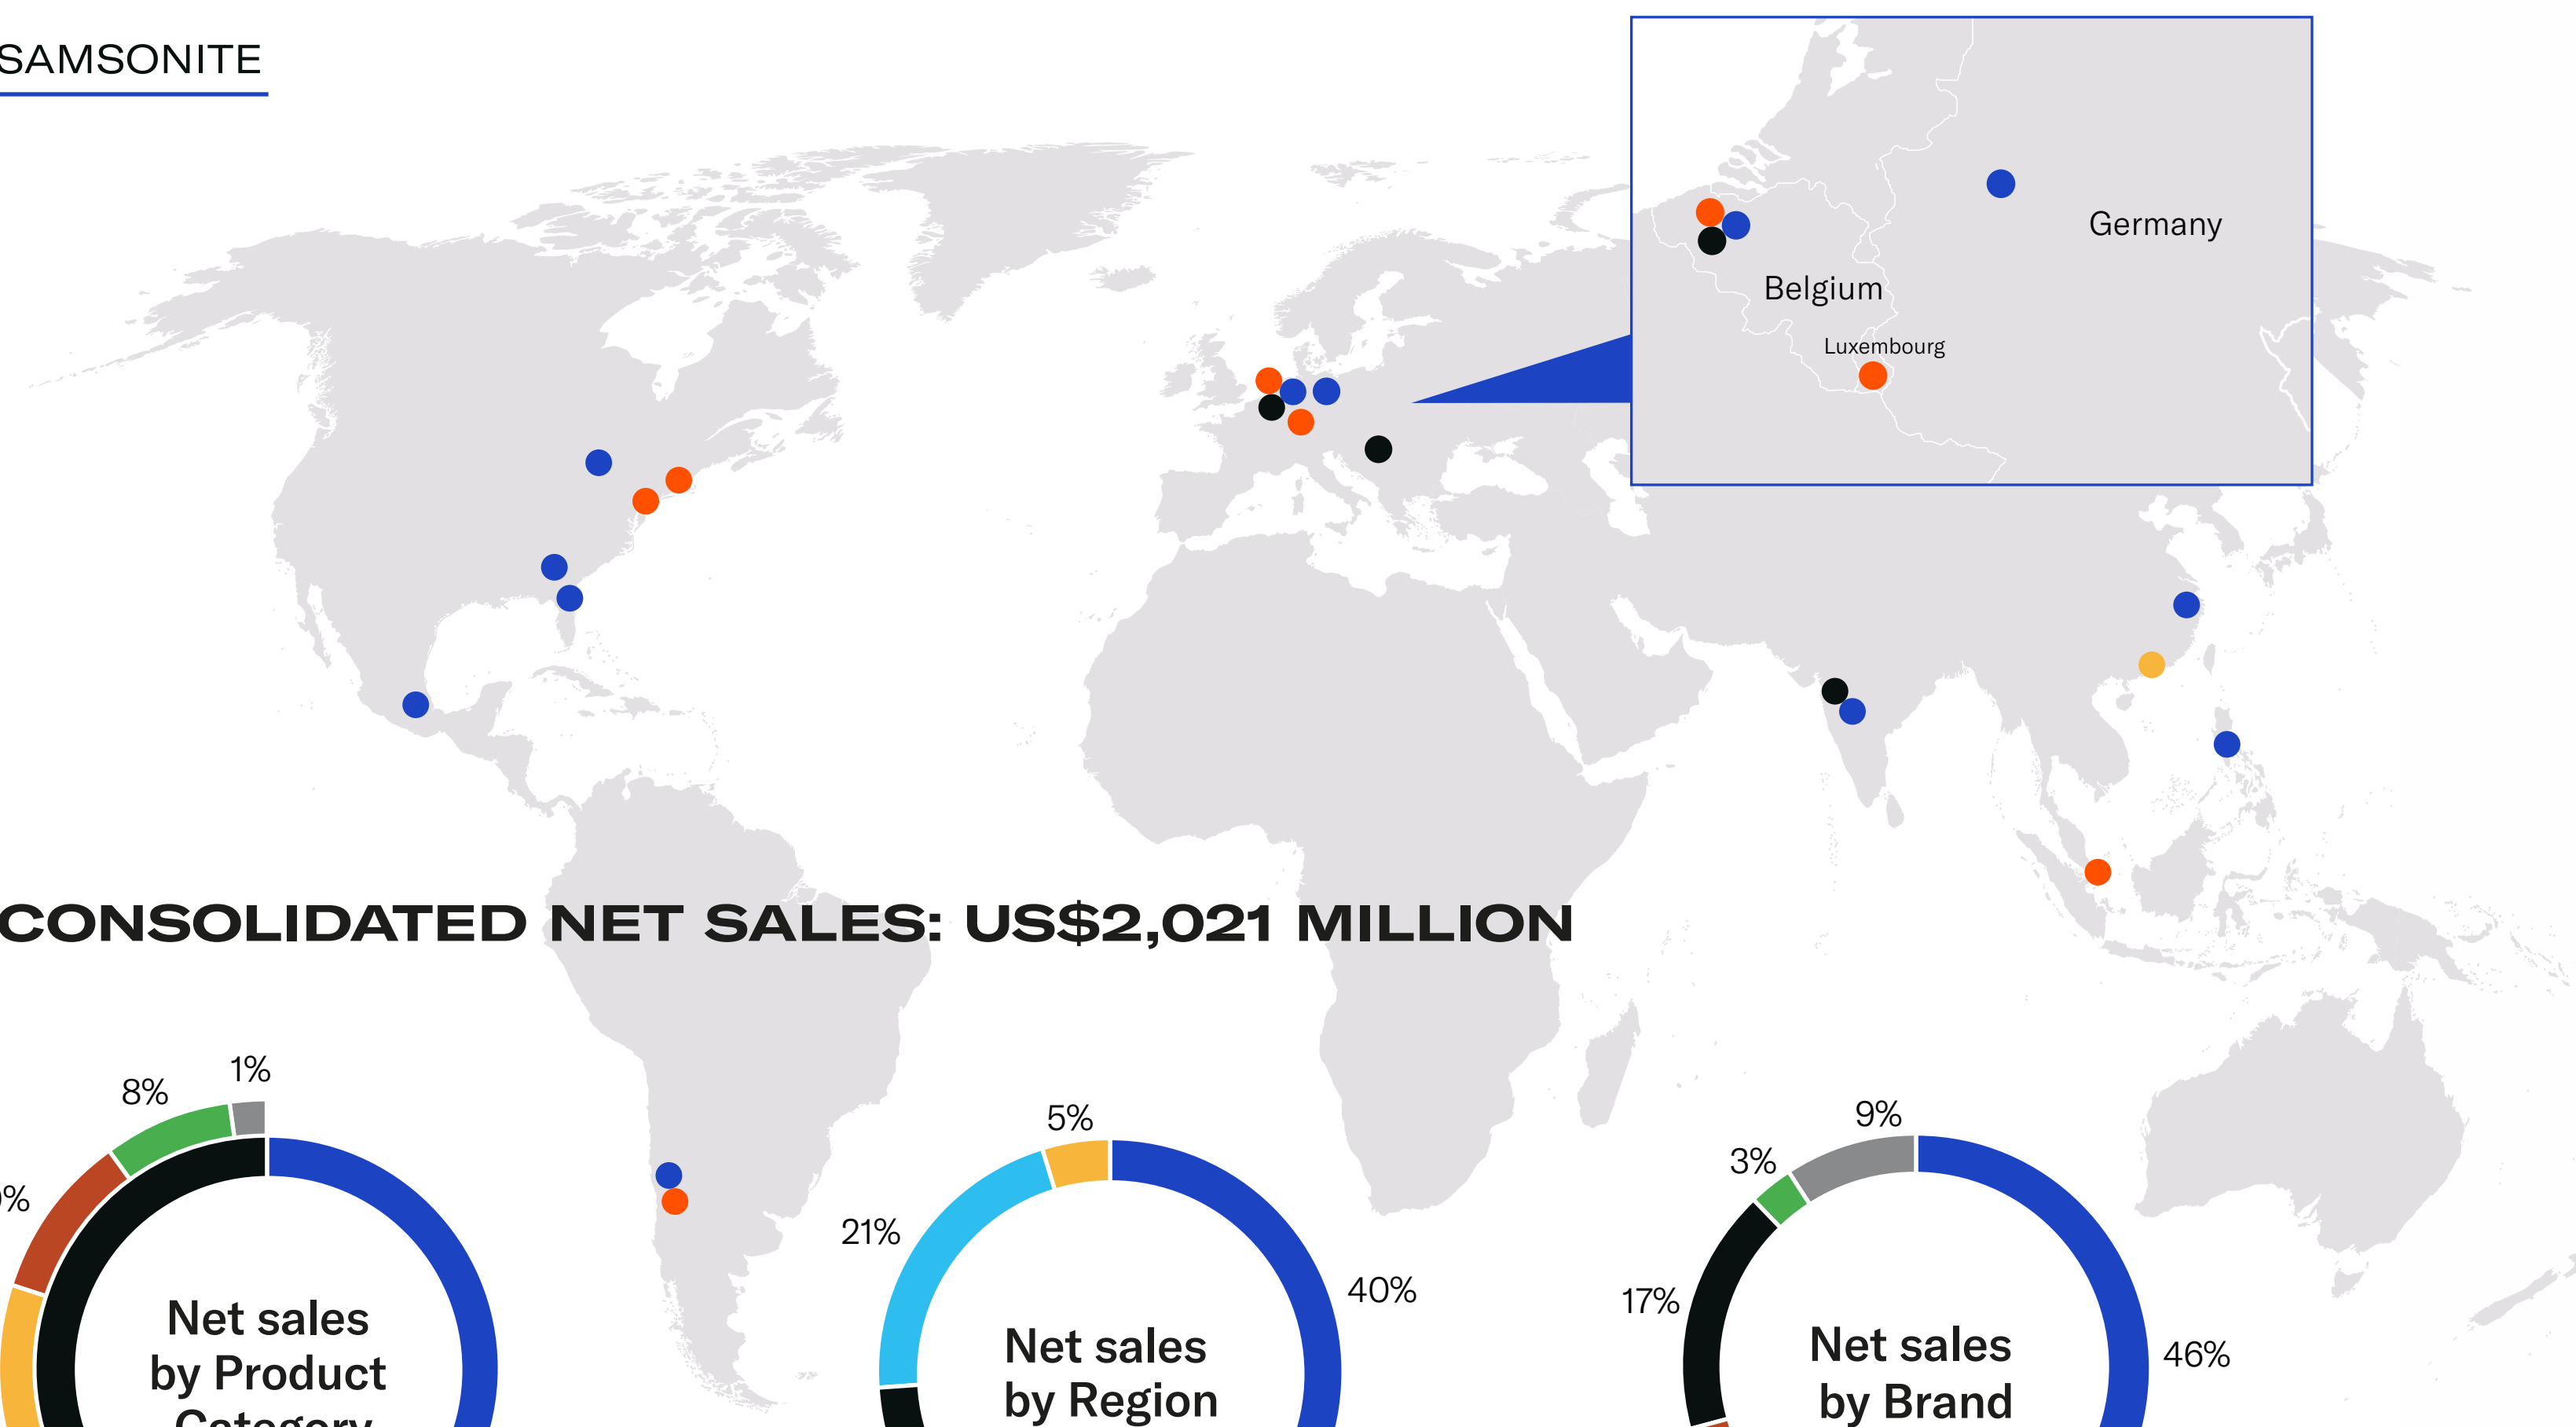 SAMSONITE
Germany
Belgium
Luxembourg
CONSOLIDATED NET SALES: US$2,021 MILLION
8%
1%
Net sales
by Product
Category
5%
21%
40%
Net sales
by Region
9%
3%
17%
46%
Net sales
by Brand